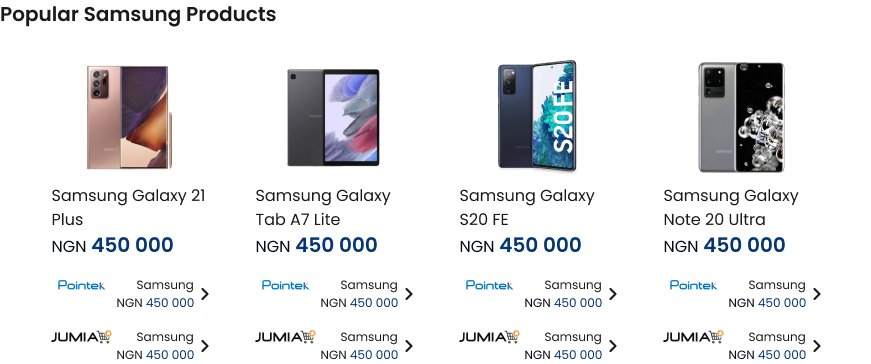 Popular Samsung Products
S20 FE
Samsung Galaxy 21
Plus
NGN 450 000
Pointek
Samsung
NGN 450 000
JUMIA
Samsung
NGN 450 000
Samsung Galaxy
Tab A7 Lite
NGN 450 000
Pointek
Samsung
NGN 450 000
JUMIA
Samsung
NGN 450 000
Samsung Galaxy
S20 FE
NGN 450 000
Pointek
Samsung
NGN 450 000
JUMIA
Samsung
NGN 450 000
Samsung Galaxy
Note 20 Ultra
NGN 450 000
Pointek
Samsung
NGN 450 000
JUMIA
Samsung
NGN 450 000